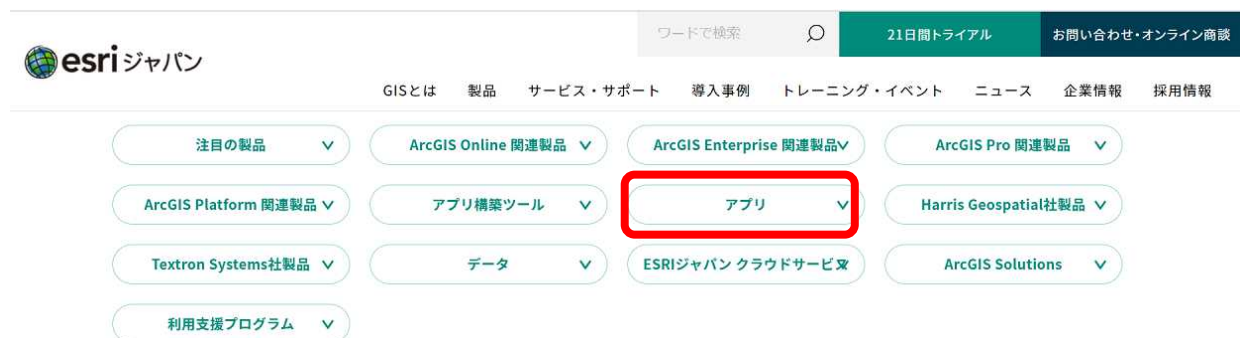 ワードで検索 21日間トライアル お問い合わせ・オンライン商談
esriジャパン
GISとは 製品 サービス・サポート 導入事例 トレーニング・イベント ニュース 企業情報 採用情報
注目の製品 ArcGIS Online 関連製品 ArcGIS Enterprise 関連製品 ArcGIS Pro 関連製品
ArcGIS Platform 関連製品 アプリ構築ツール アプリ Harris Geospatial社製品
Textron Systems社製品 データ ESRIジャパン クラウドサービス ArcGIS Solutions
利用支援プログラム